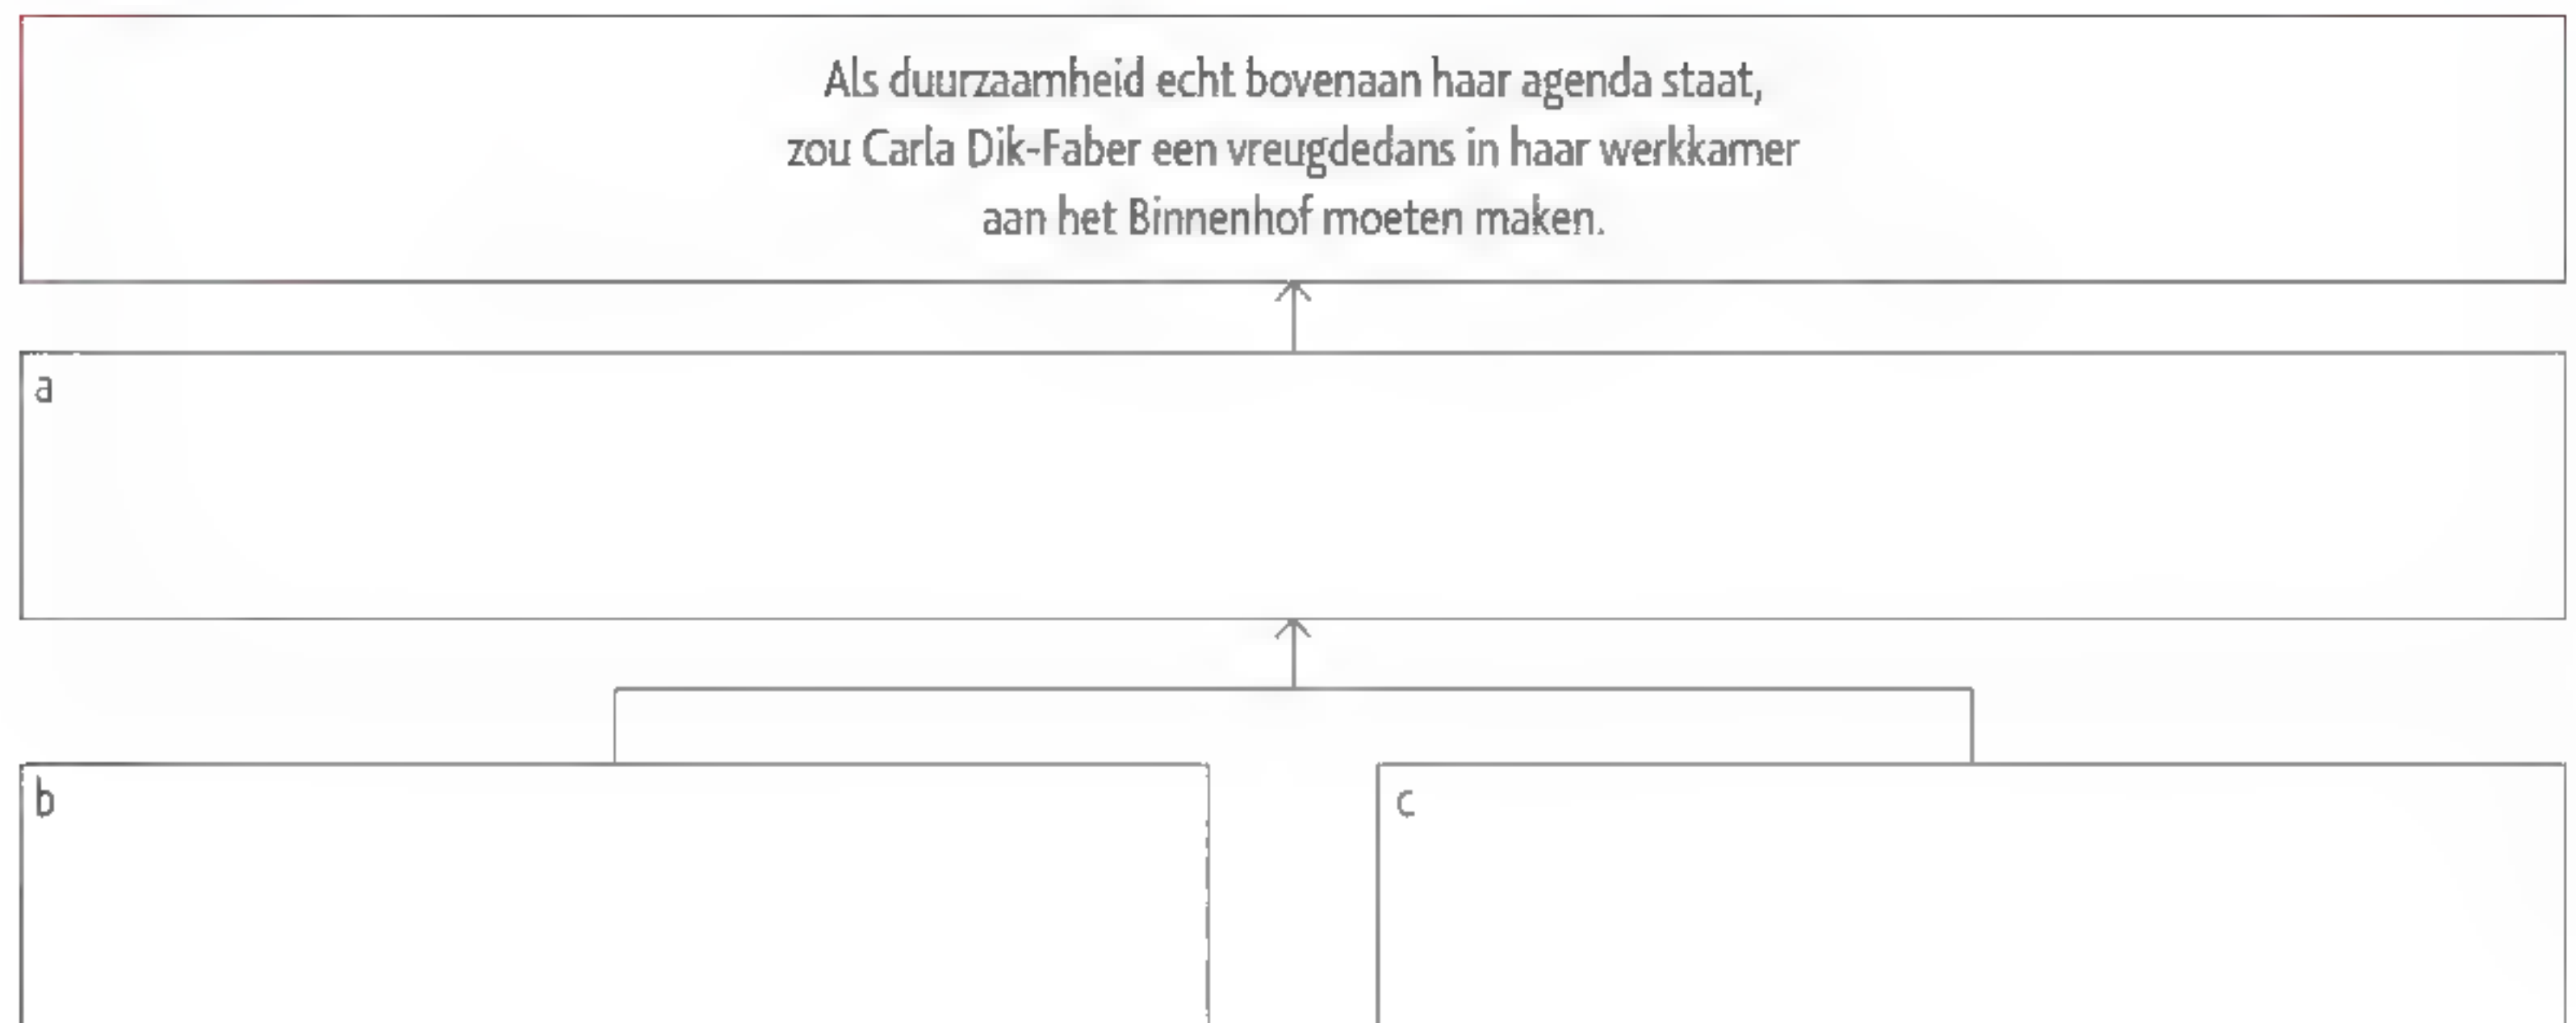 Als duurzaamheid echt bovenaan haar agenda staat,
zou Carla Dik-Faber een vreugdedans in haar werkkamer
aan het Binnenhof moeten maken.
a
b
c